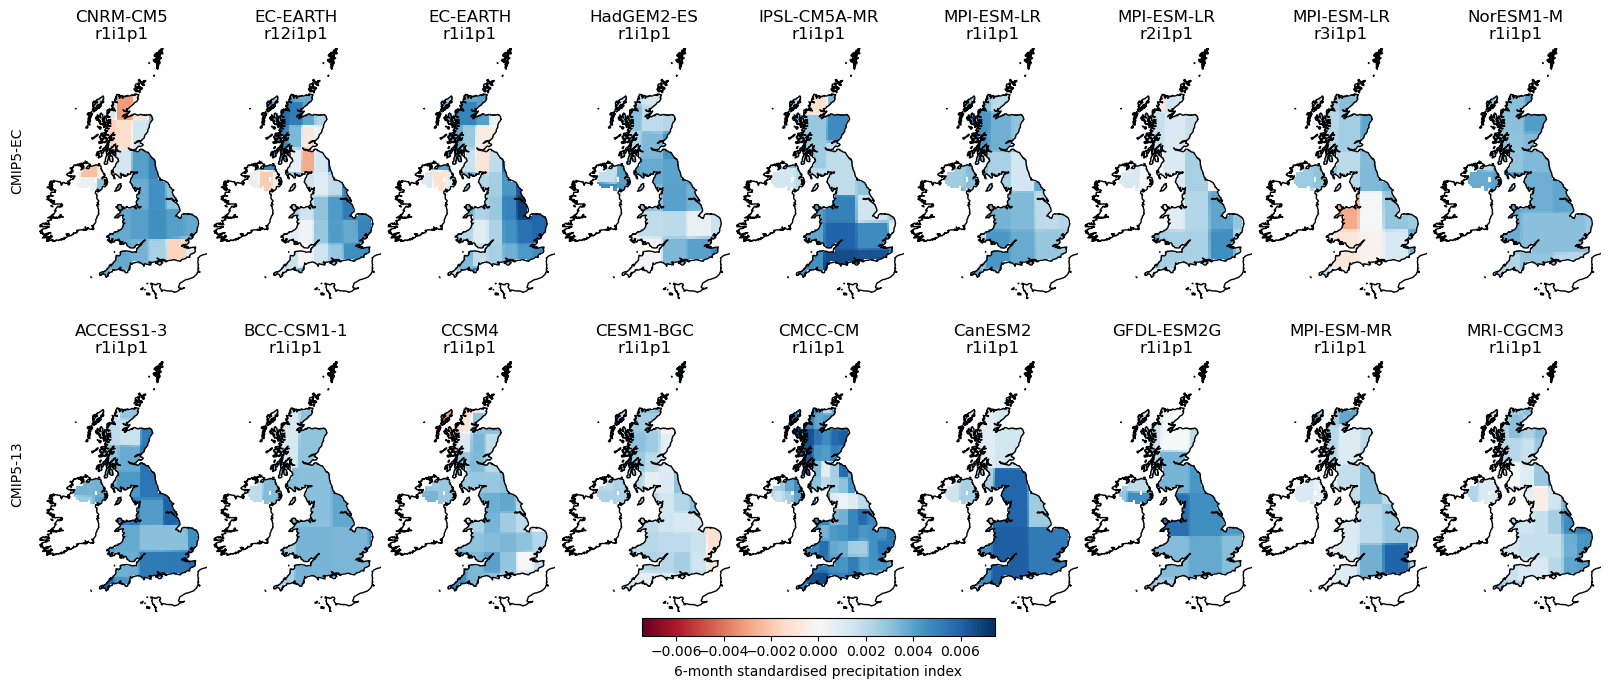 CNRM-CM5
r1i1p1
EC-EARTH
r12i1p1
EC-EARTH
r1i1p1
HadGEM2-ES
r1i1p1
IPSL-CM5A-MR
r1i1p1
MPI-ESM-LR
r1i1p1
MPI-ESM-LR
r2i1p1
MPI-ESM-LR
r3i1p1
NorESM1-M
r1i1p1
CMIP5-EC
ACCESS1-3
r1i1p1
BCC-CSM1-1
r1i1p1
CCSM4
r1i1p1
CESM1-BGC
r1i1p1
CMCC-CM
r1i1p1
CanESM2
r1i1p1
GFDL-ESM2G
r1i1p1
MPI-ESM-MR
r1i1p1
MRI-CGCM3
r1i1p1
CMIP5-13
−0.006 −0.004 −0.002 0.000 0.002 0.004 0.006
6-month standardised precipitation index